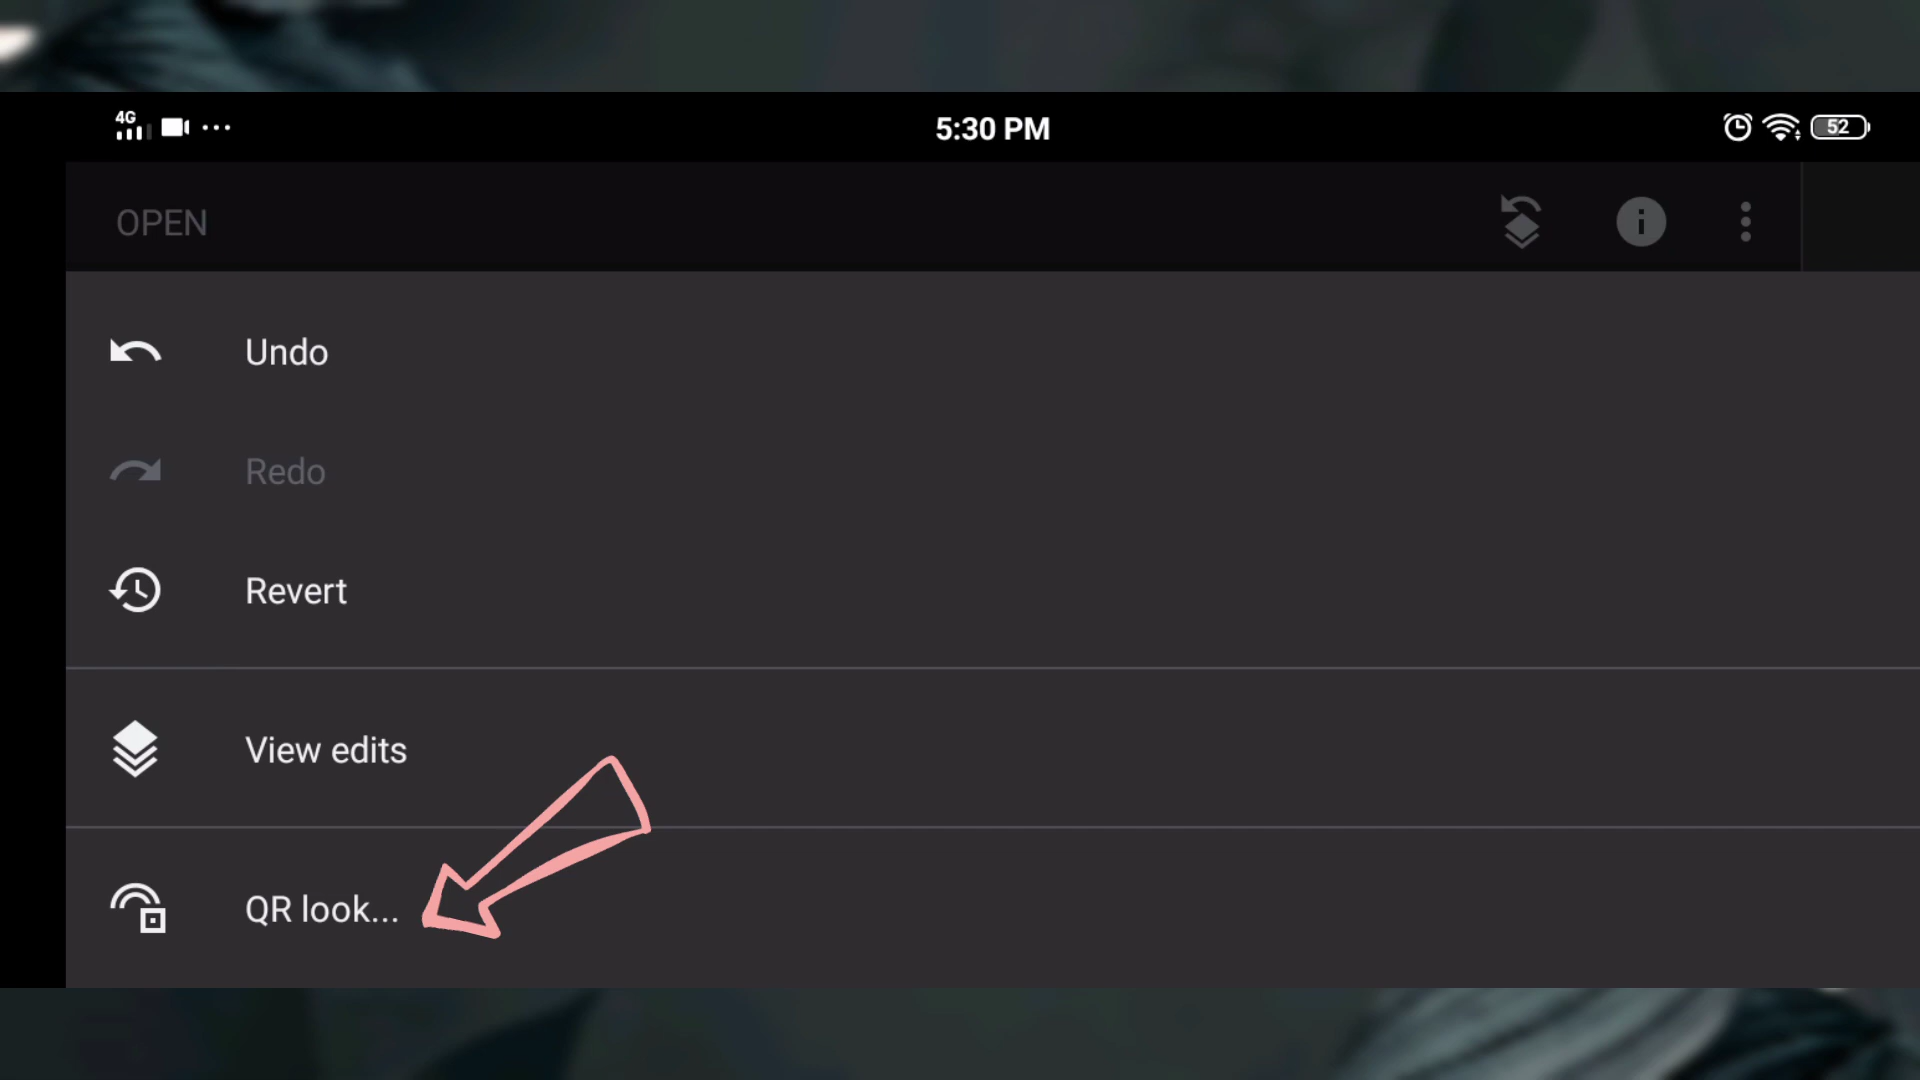 4G
5:30 PM
52
OPEN
Undo
Redo
Revert
View edits
QR look...